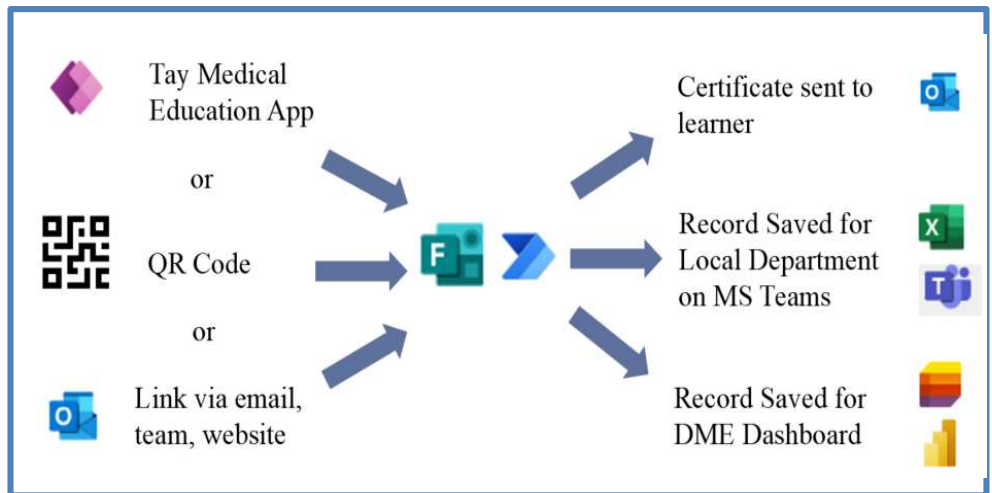 Tay Medical
Education App
or
QR Code
or
Link via email,
team, website
F
Certificate sent to
learner
Record Saved for
Local Department
on MS Teams
Record Saved for
DME Dashboard
O
O
X
T